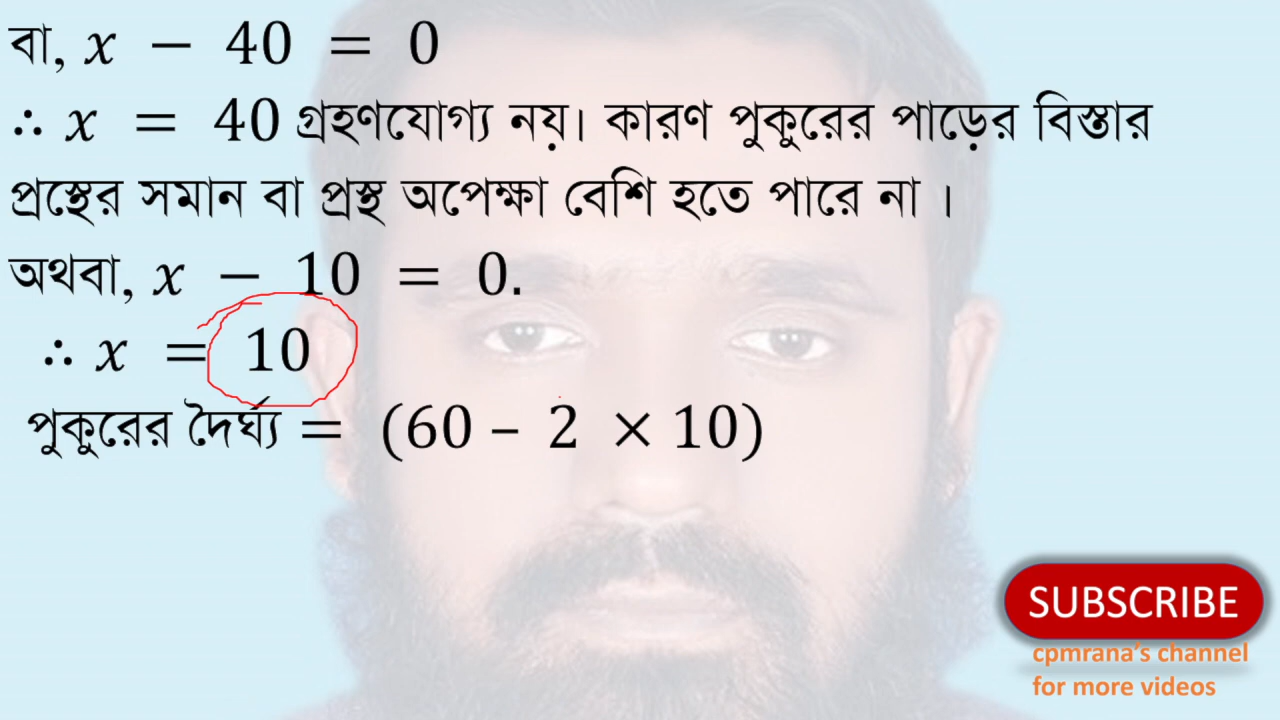 বা, x − 40 = 0
∴ x = 40 গ্রহণযোগ্য নয়। কারণ পুকুরের পাড়ের বিস্তার
প্রস্থের সমান বা প্রস্থ অপেক্ষা বেশি হতে পারে না ।
অথবা, x − 10 = 0.
∴ x = 10
পুকুরের দৈর্ঘ্য = (60 – 2 × 10)
SUBSCRIBE
cpmrana’s channel
for more videos